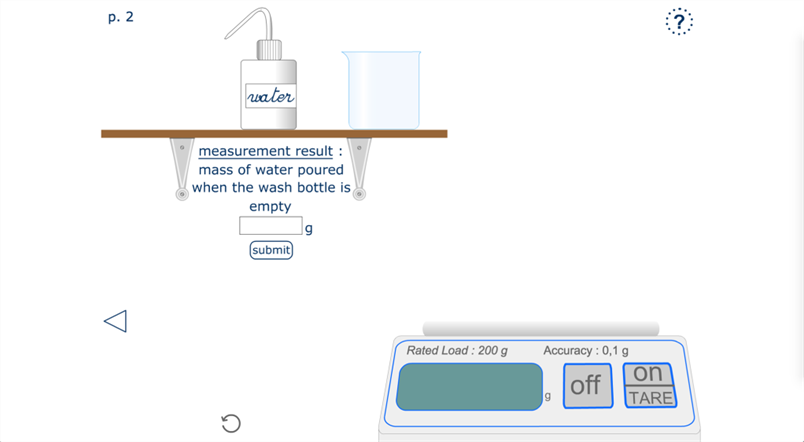 p. 2
?
water
measurement result :
mass of water poured
when the wash bottle is
empty
g
submit
Rated Load : 200 g
Accuracy : 0,1 g
g
off
on
TARE